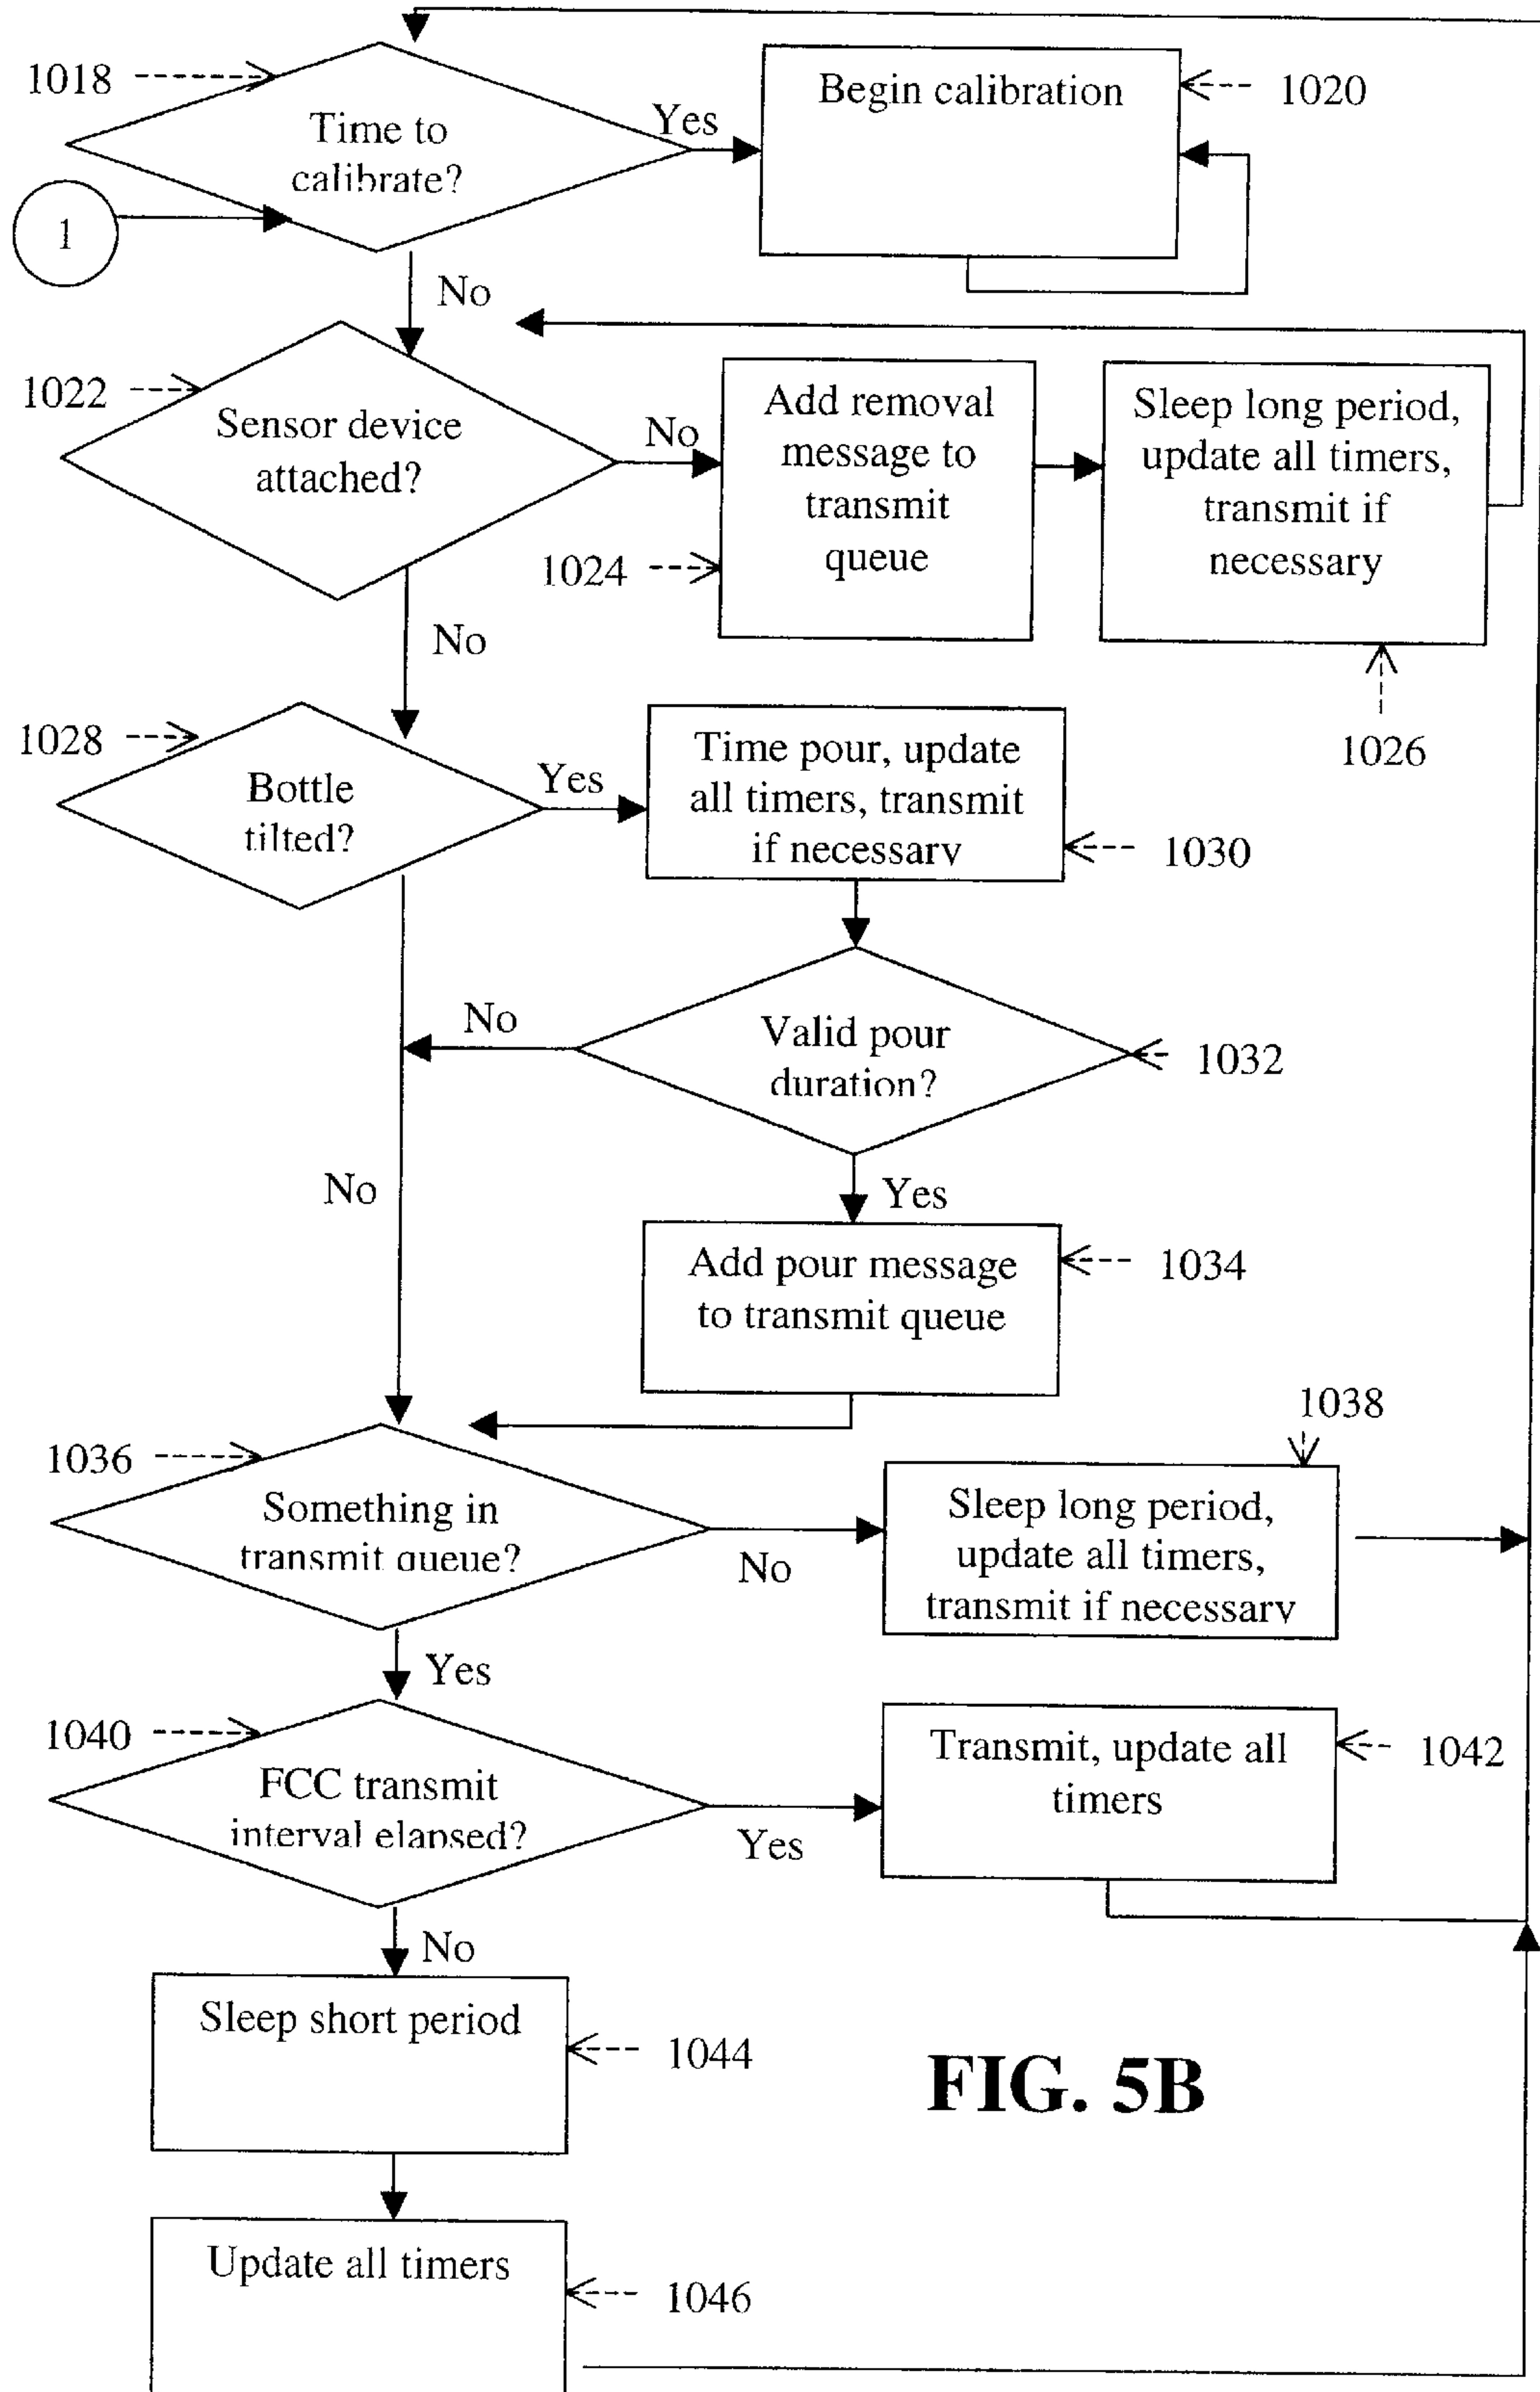 1018
Time to
calibrate?
Yes
Begin calibration
1020
1
No
1022
Sensor device
attached?
No
Add removal
message to
transmit
queue
1024
Sleep long period,
update all timers,
transmit if
necessary
1026
No
1028
Bottle
tilted?
Yes
Time pour, update
all timers, transmit
if necessary
1030
No
Valid pour
duration?
1032
No
Yes
Add pour message
to transmit queue
1034
1036
Something in
transmit queue?
No
1038
Sleep long period,
update all timers,
transmit if necessary
Yes
1040
FCC transmit
interval elapsed?
Yes
Transmit, update all
timers
1042
No
Sleep short period
1044
FIG. 5B
Update all timers
1046